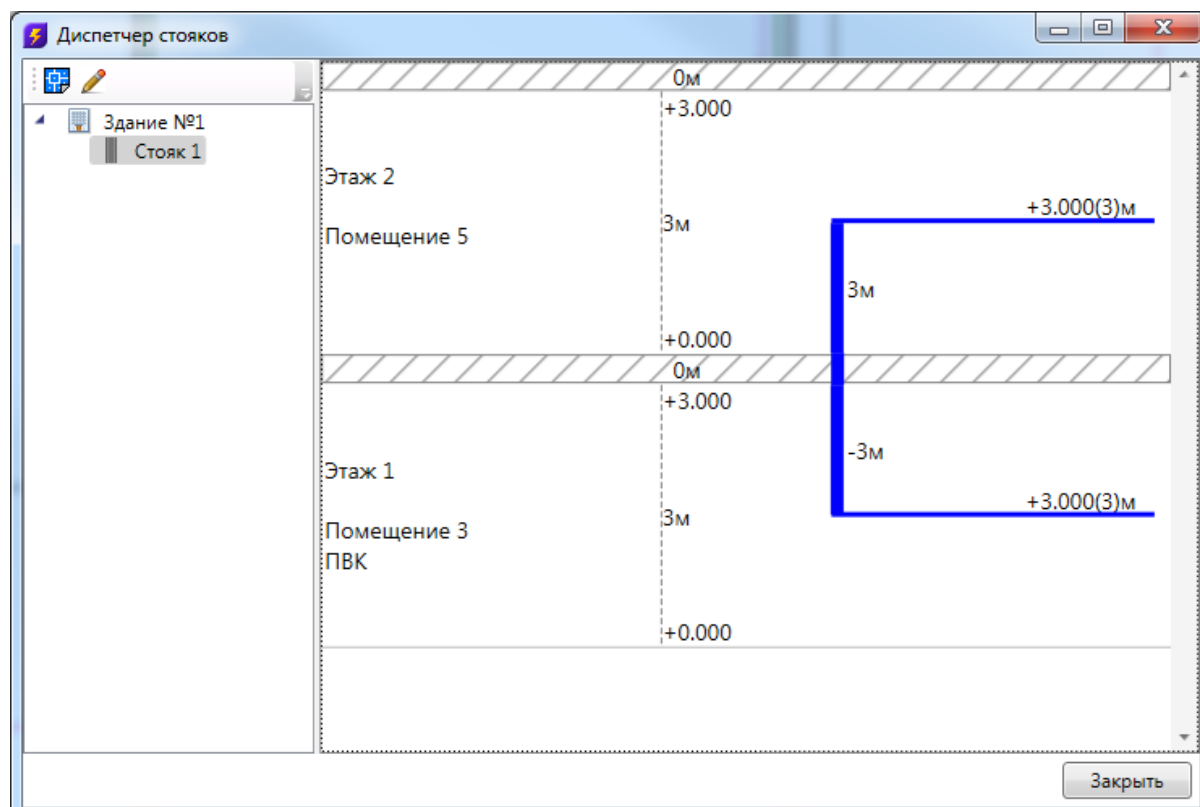 Диспетчер стояков
Здание №1
Стояк 1
0м
+3.000
Этаж 2
+3.000(3)м
3м
Помещение 5
3м
+0.000
0м
+3.000
-3м
Этаж 1
+3.000(3)м
3м
Помещение 3
ПВК
+0.000
Закрыть